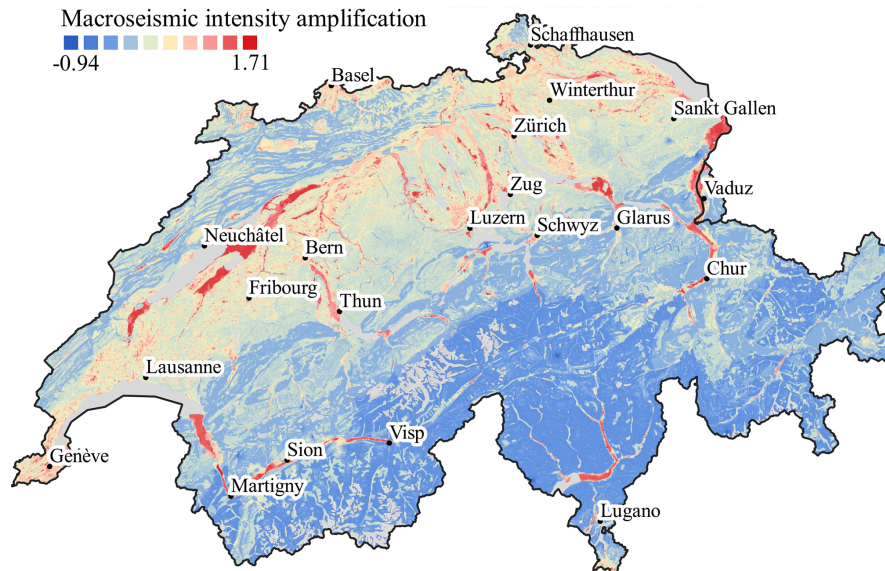 Macroseismic intensity amplification
-0.94 1.71
Schaffhausen
Basel
Winterthur
Sankt Gallen
Zürich
Zug
Vaduz
Luzern
Schwyz
Glarus
Neuchâtel
Bern
Chur
Fribourg
Thun
Lausanne
Visp
Sion
Genève
Martigny
Lugano